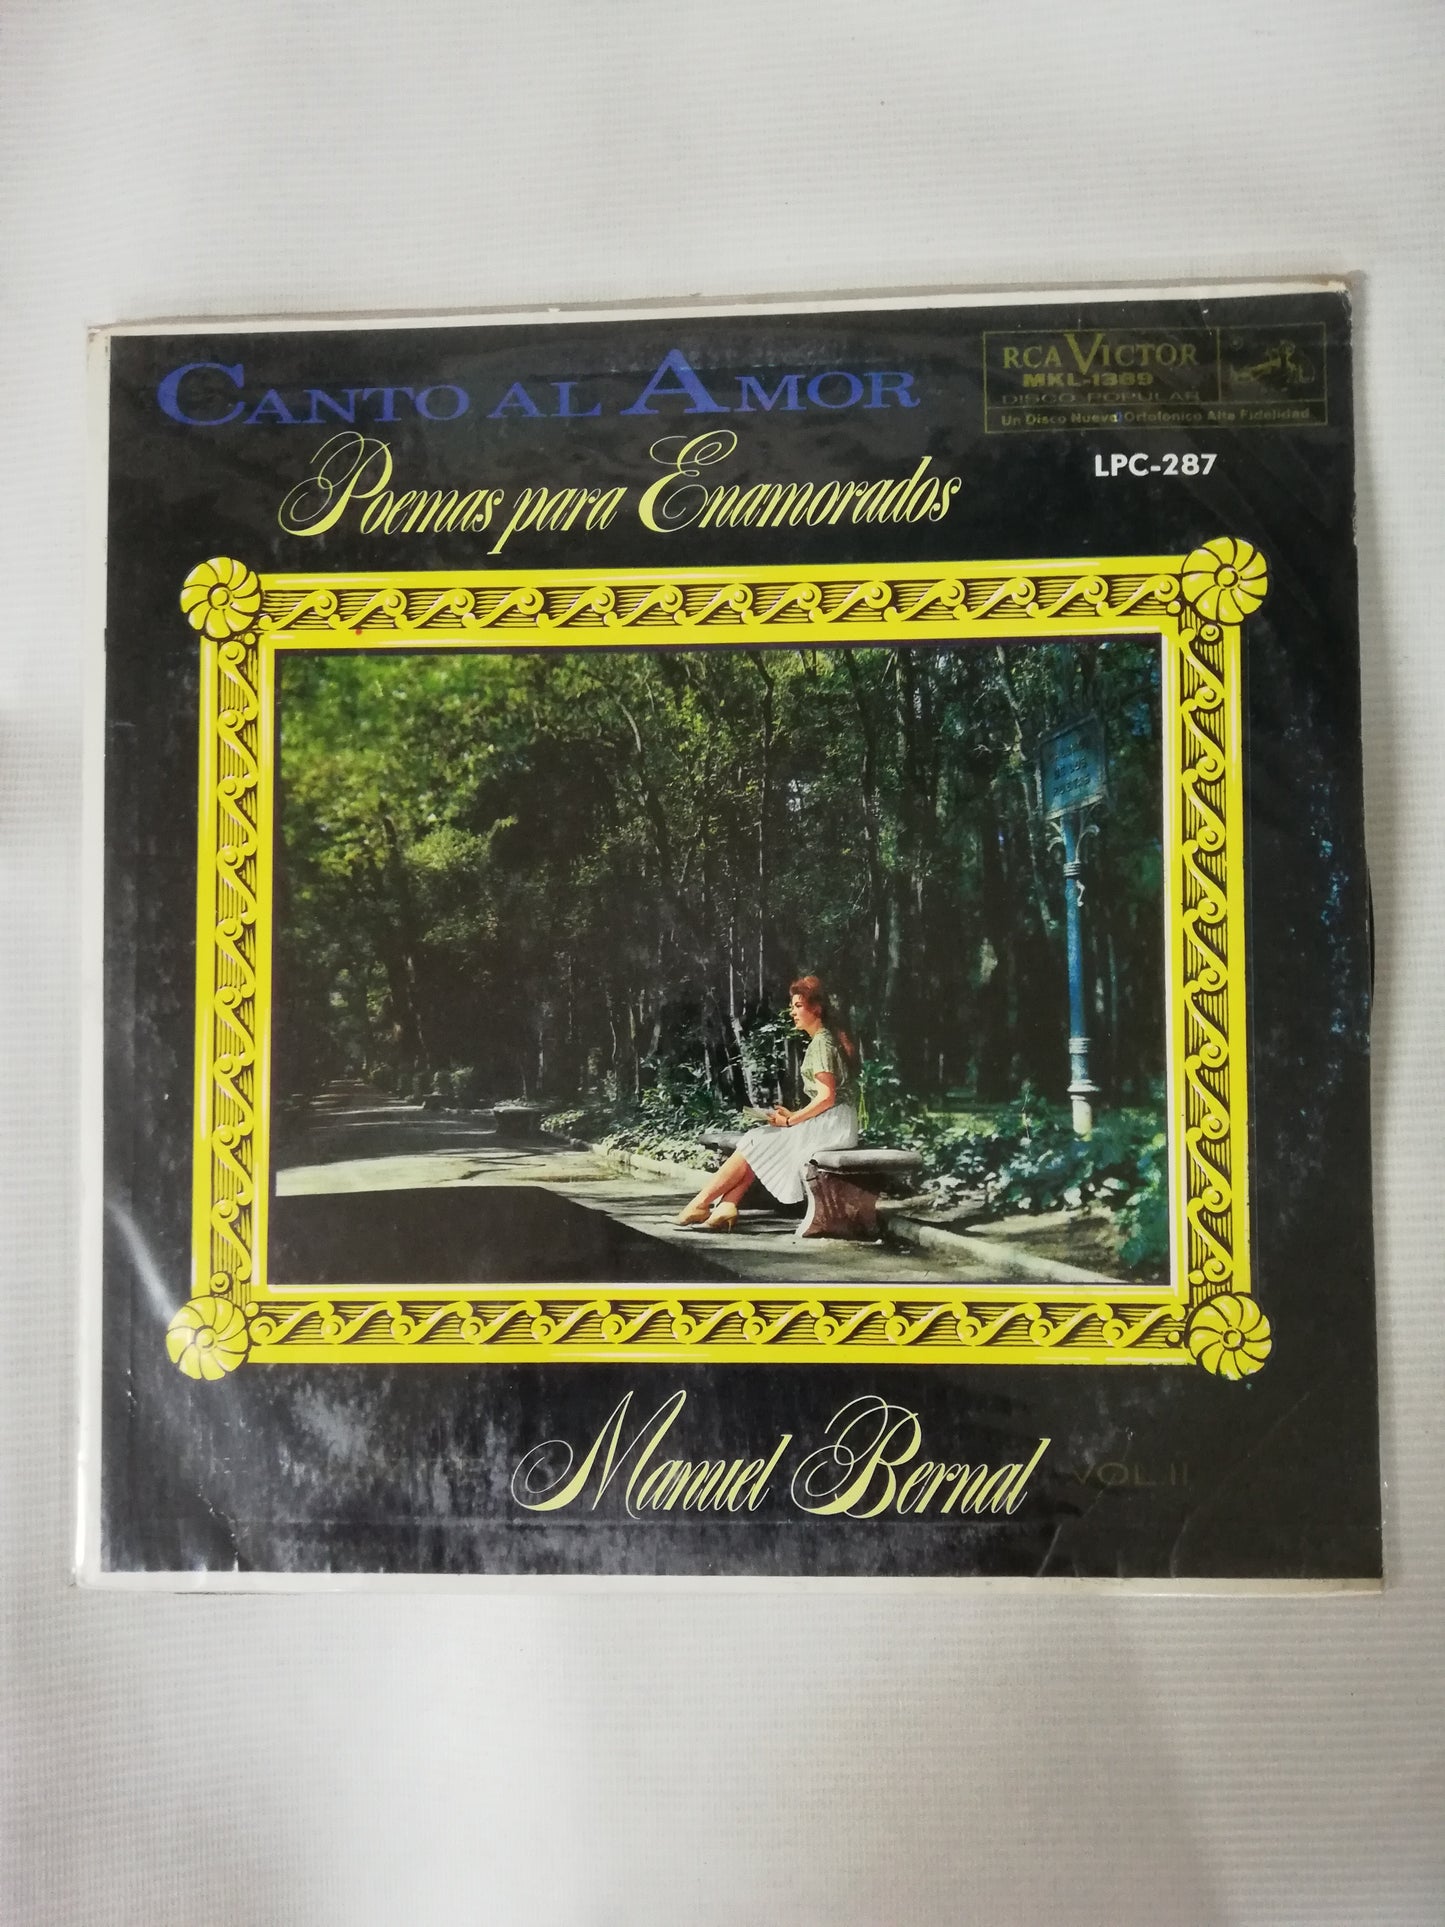 CANTO AL AMOR
Poemas para Enamorados
RCA VICTOR
MKL-1389
DISCO POPULAR
Un Disco Nuevo Ortofónico Alta Fidelidad
LPC-287
Manuel Bernal
VOL. II